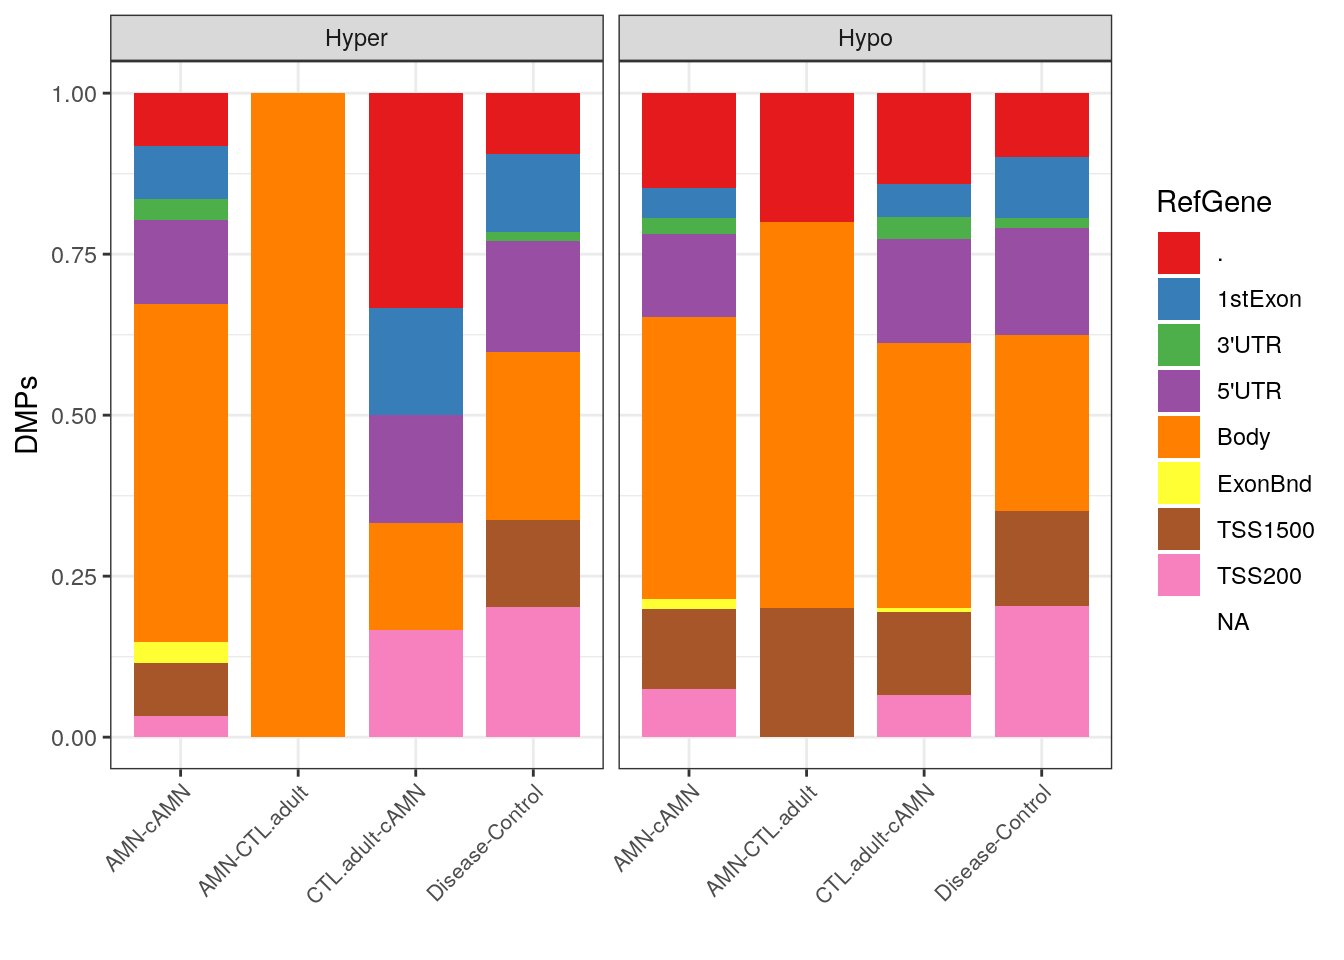 Hyper
Hypo
DMPs
1.00
0.75
0.50
0.25
0.00
AMN-cAMN
AMN-CTL.adult
CTL.adult-cAMN
Disease-Control
AMN-cAMN
AMN-CTL.adult
CTL.adult-cAMN
Disease-Control
RefGene
.
1stExon
3'UTR
5'UTR
Body
ExonBnd
TSS1500
TSS200
NA